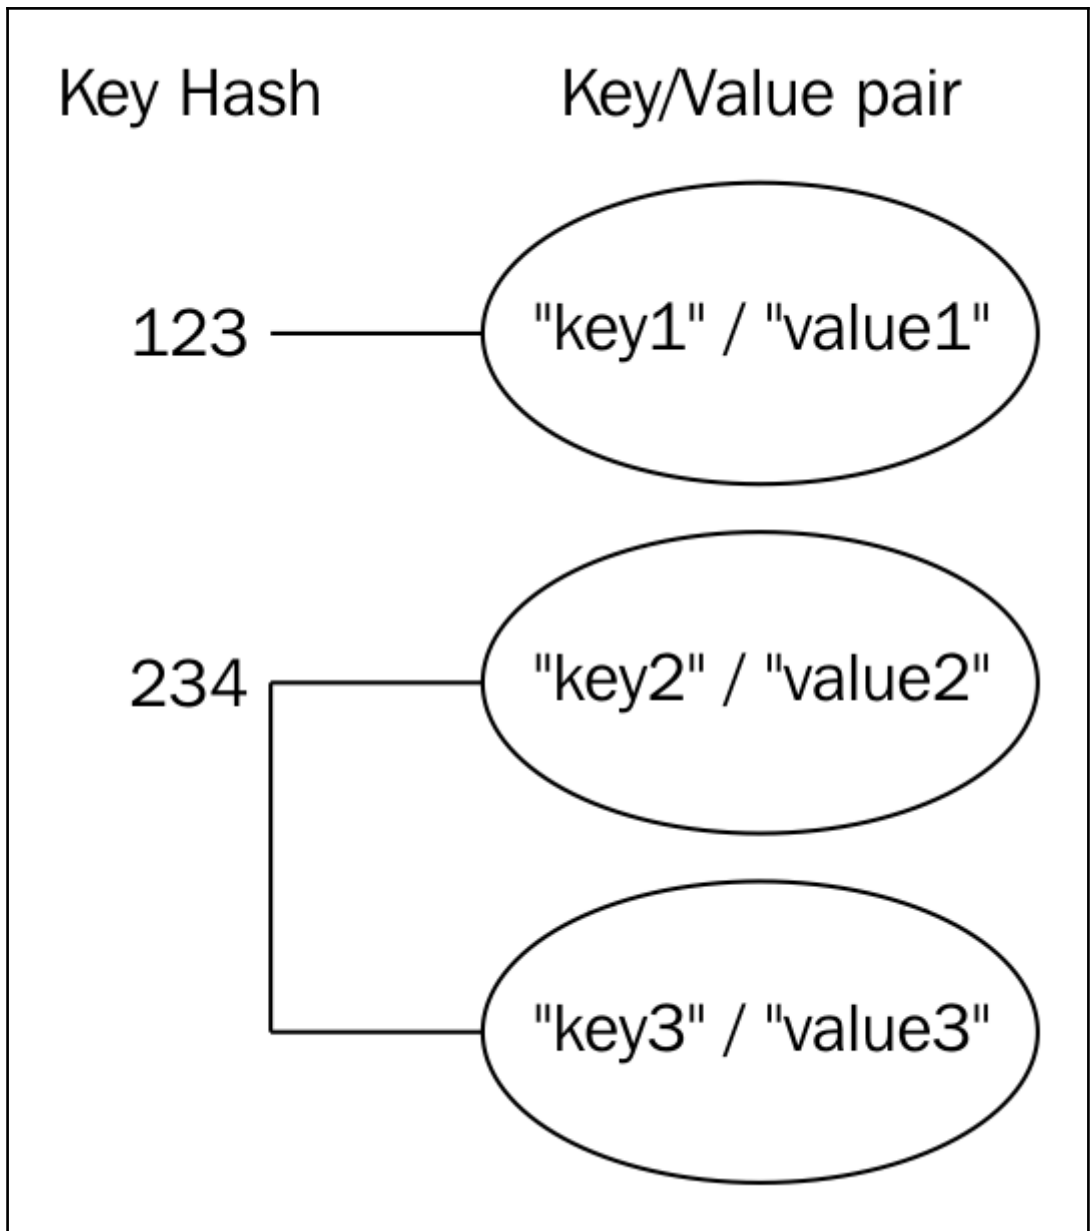 Key Hash Key/Value pair
123 "key1" / "value1"
234 "key2" / "value2"
"key3" / "value3"